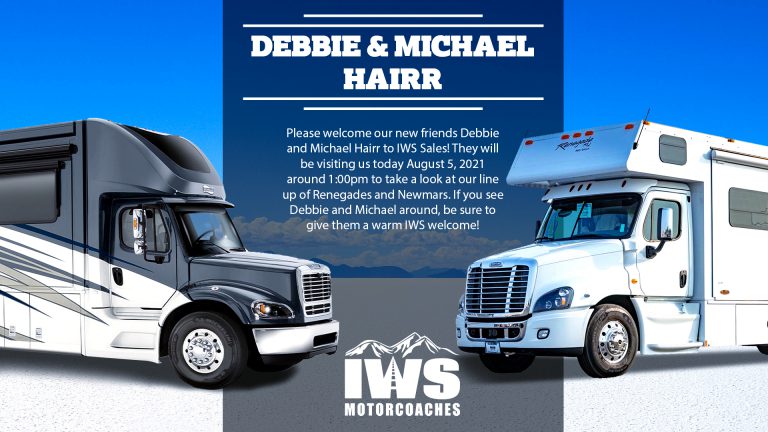 DEBBIE & MICHAEL
HAIRR
Please welcome our new friends Debbie
and Michael Hairr to IWS Sales! They will
be visiting us today August 5, 2021
around 1:00pm to take a look at our line
up of Renegades and Newmars. If you see
Debbie and Michael around, be sure to
give them a warm IWS welcome!
Renegade
IWS
MOTORCOACHES